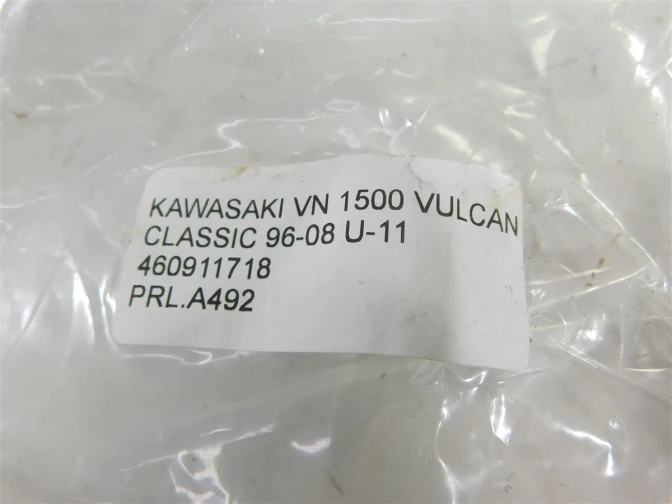 KAWASAKI VN 1500 VULCAN
CLASSIC 96-08 U-11
460911718
PRL.A492